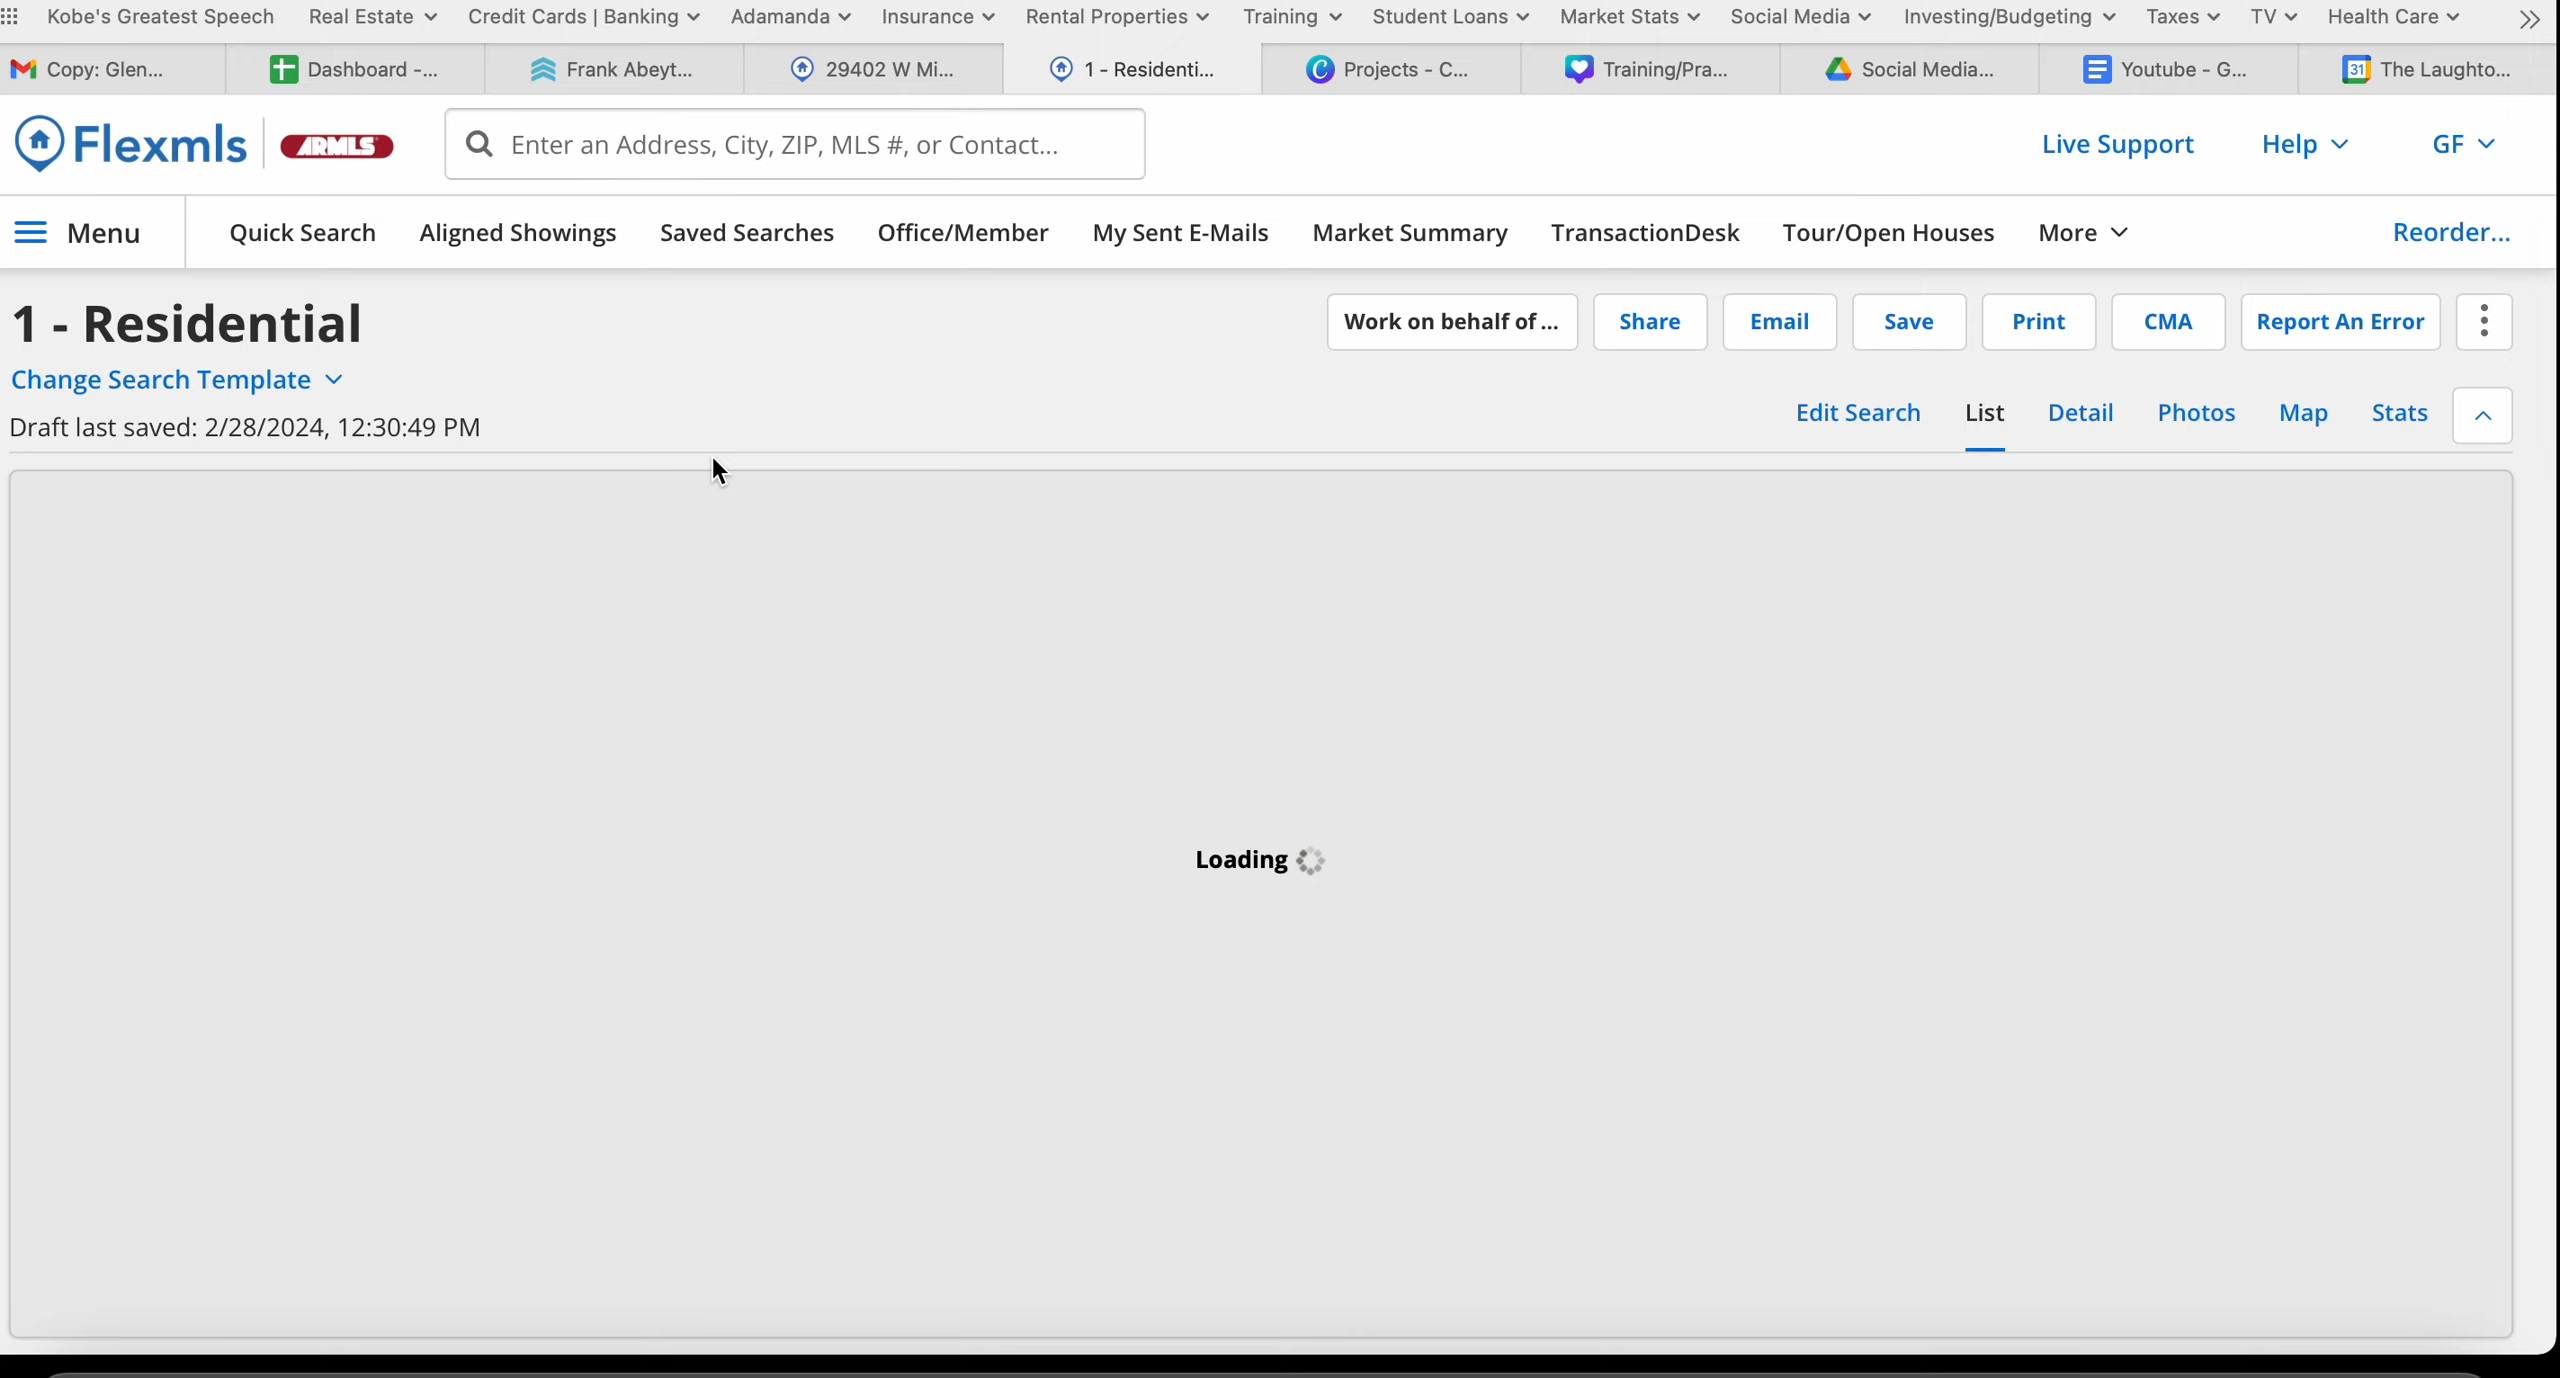 Kobe's Greatest Speech Real Estate Credit Cards | Banking Adamanda Insurance Rental Properties Training Student Loans Market Stats Social Media Investing/Budgeting Taxes TV Health Care
Copy: Glen... Dashboard -... Frank Abeyt... 29402 W Mi... 1 - Residenti... Projects - C... Training/Pra... Social Media... Youtube - G... 31 The Laughto...
Flexmls ARMLS Enter an Address, City, ZIP, MLS #, or Contact... Live Support Help GF
Menu Quick Search Aligned Showings Saved Searches Office/Member My Sent E-Mails Market Summary TransactionDesk Tour/Open Houses More Reorder...
1 - Residential Work on behalf of ... Share Email Save Print CMA Report An Error
Change Search Template
Draft last saved: 2/28/2024, 12:30:49 PM Edit Search List Detail Photos Map Stats
Loading